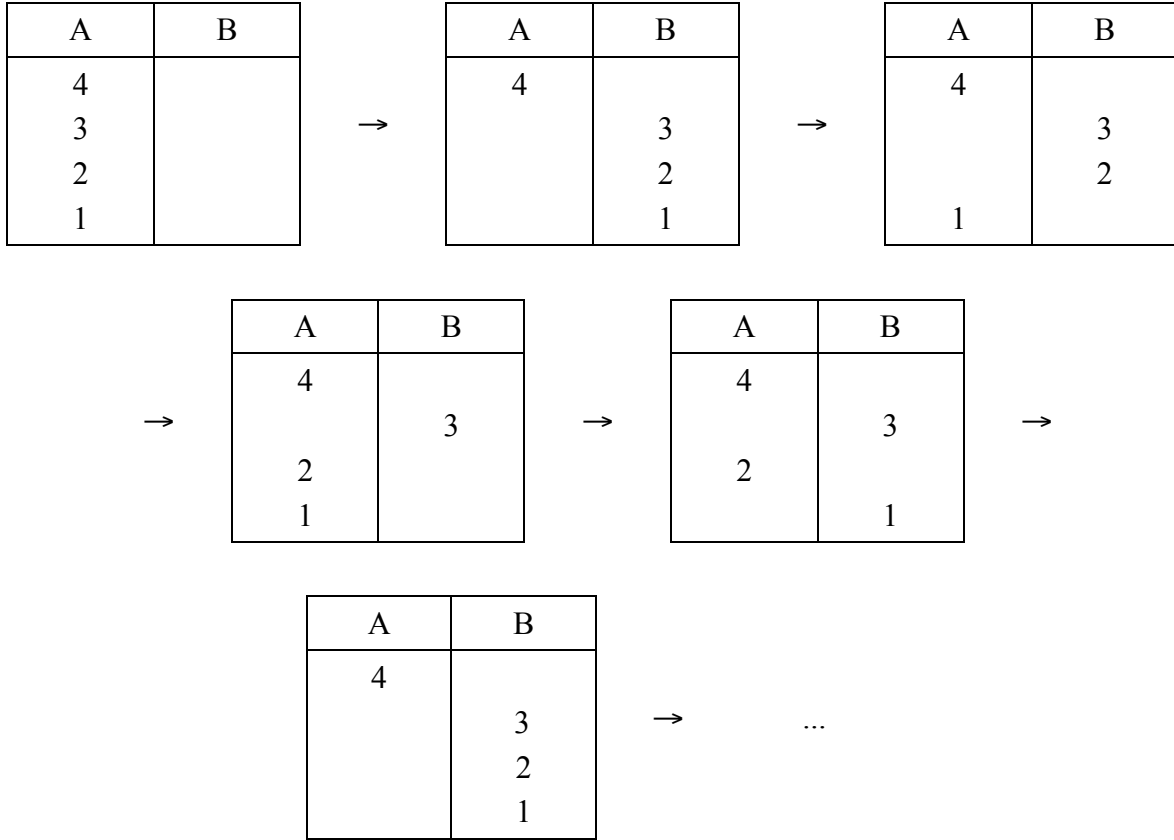 A B A B A B
4 4 4
3 → 3 → 3
2 2 2
1 1 1
A B A B
4 4
→ 3 → 3 →
2 2
1 1
A B
4
3 → ...
2
1